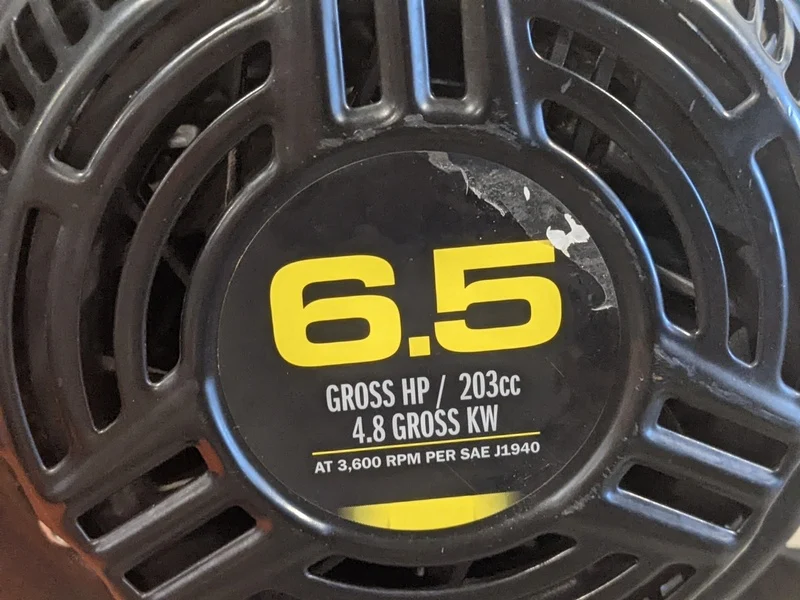 6.5
GROSS HP / 203cc
4.8 GROSS KW
AT 3,600 RPM PER SAE J1940